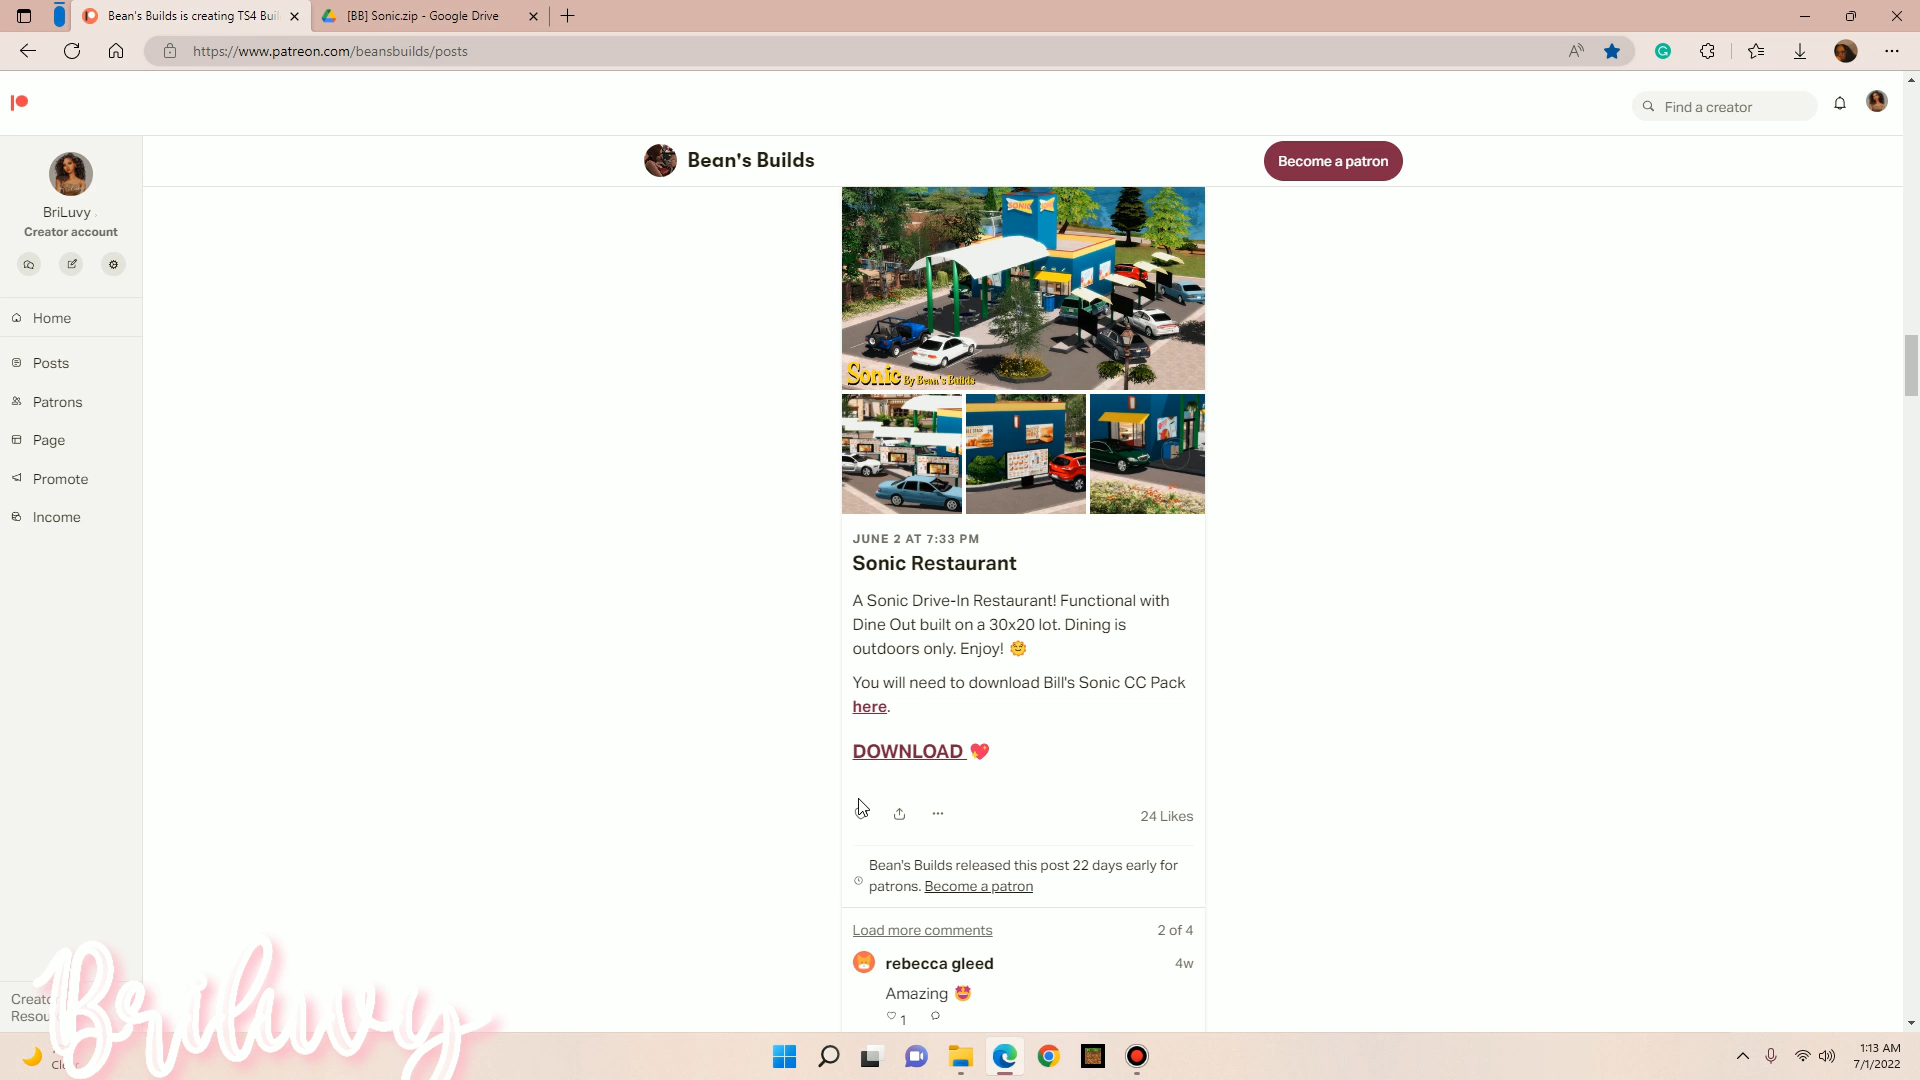 Bean's Builds is creating TS4 Buil
[BB] Sonic.zip - Google Drive
https://www.patreon.com/beansbuilds/posts
Find a creator
Bean's Builds
Become a patron
BriLuvy
Creator account
Home
Posts
Patrons
Page
Promote
Income
SONIC
Sonic By Bean's Builds
JUNE 2 AT 7:33 PM
Sonic Restaurant
A Sonic Drive-In Restaurant! Functional with
Dine Out built on a 30x20 lot. Dining is
outdoors only. Enjoy! 🌞
You will need to download Bill's Sonic CC Pack
here.
DOWNLOAD 💖
24 Likes
Bean's Builds released this post 22 days early for
patrons. Become a patron
Load more comments
2 of 4
rebecca gleed
4w
Amazing 🤩
1
Briluvy
1:13 AM
7/1/2022